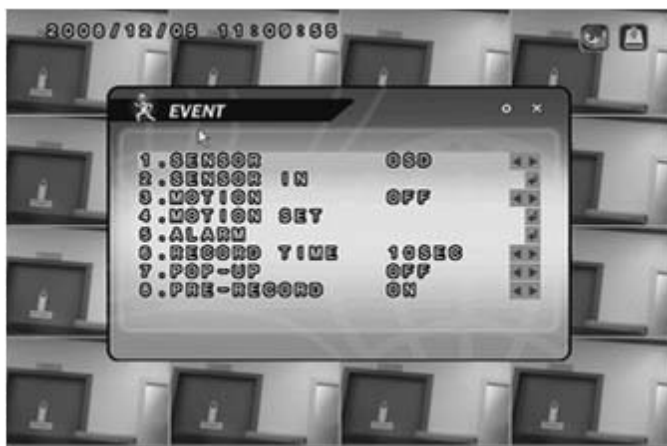 2008/12/05 11:09:55
EVENT
1.SENSOR OSD
2.SENSOR IN
3.MOTION OFF
4.MOTION SET
5.ALARM
6.RECORD TIME 10SEC
7.POP-UP OFF
8.PRE-RECORD ON